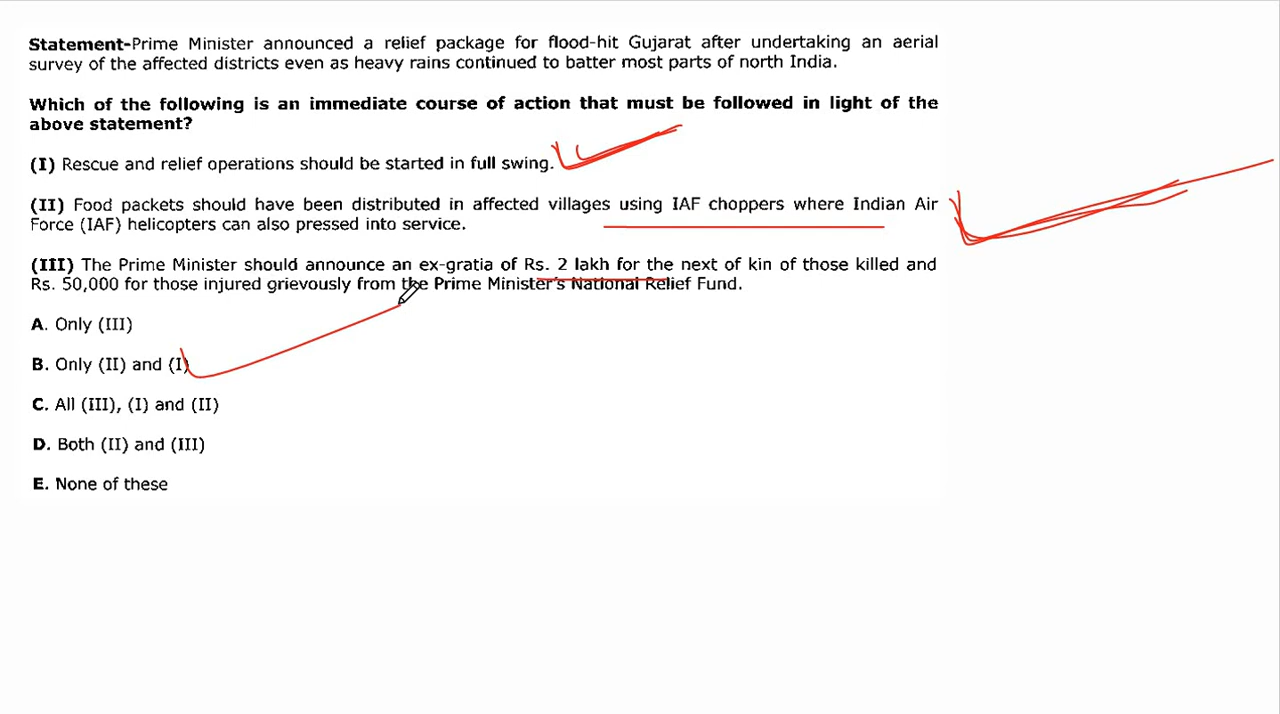 Statement-Prime Minister announced a relief package for flood-hit Gujarat after undertaking an aerial
survey of the affected districts even as heavy rains continued to batter most parts of north India.
Which of the following is an immediate course of action that must be followed in light of the
above statement?
(I) Rescue and relief operations should be started in full swing.
(II) Food packets should have been distributed in affected villages using IAF choppers where Indian Air
Force (IAF) helicopters can also pressed into service.
(III) The Prime Minister should announce an ex-gratia of Rs. 2 lakh for the next of kin of those killed and
Rs. 50,000 for those injured grievously from the Prime Minister's National Relief Fund.
A. Only (III)
B. Only (II) and (I)
C. All (III), (I) and (II)
D. Both (II) and (III)
E. None of these